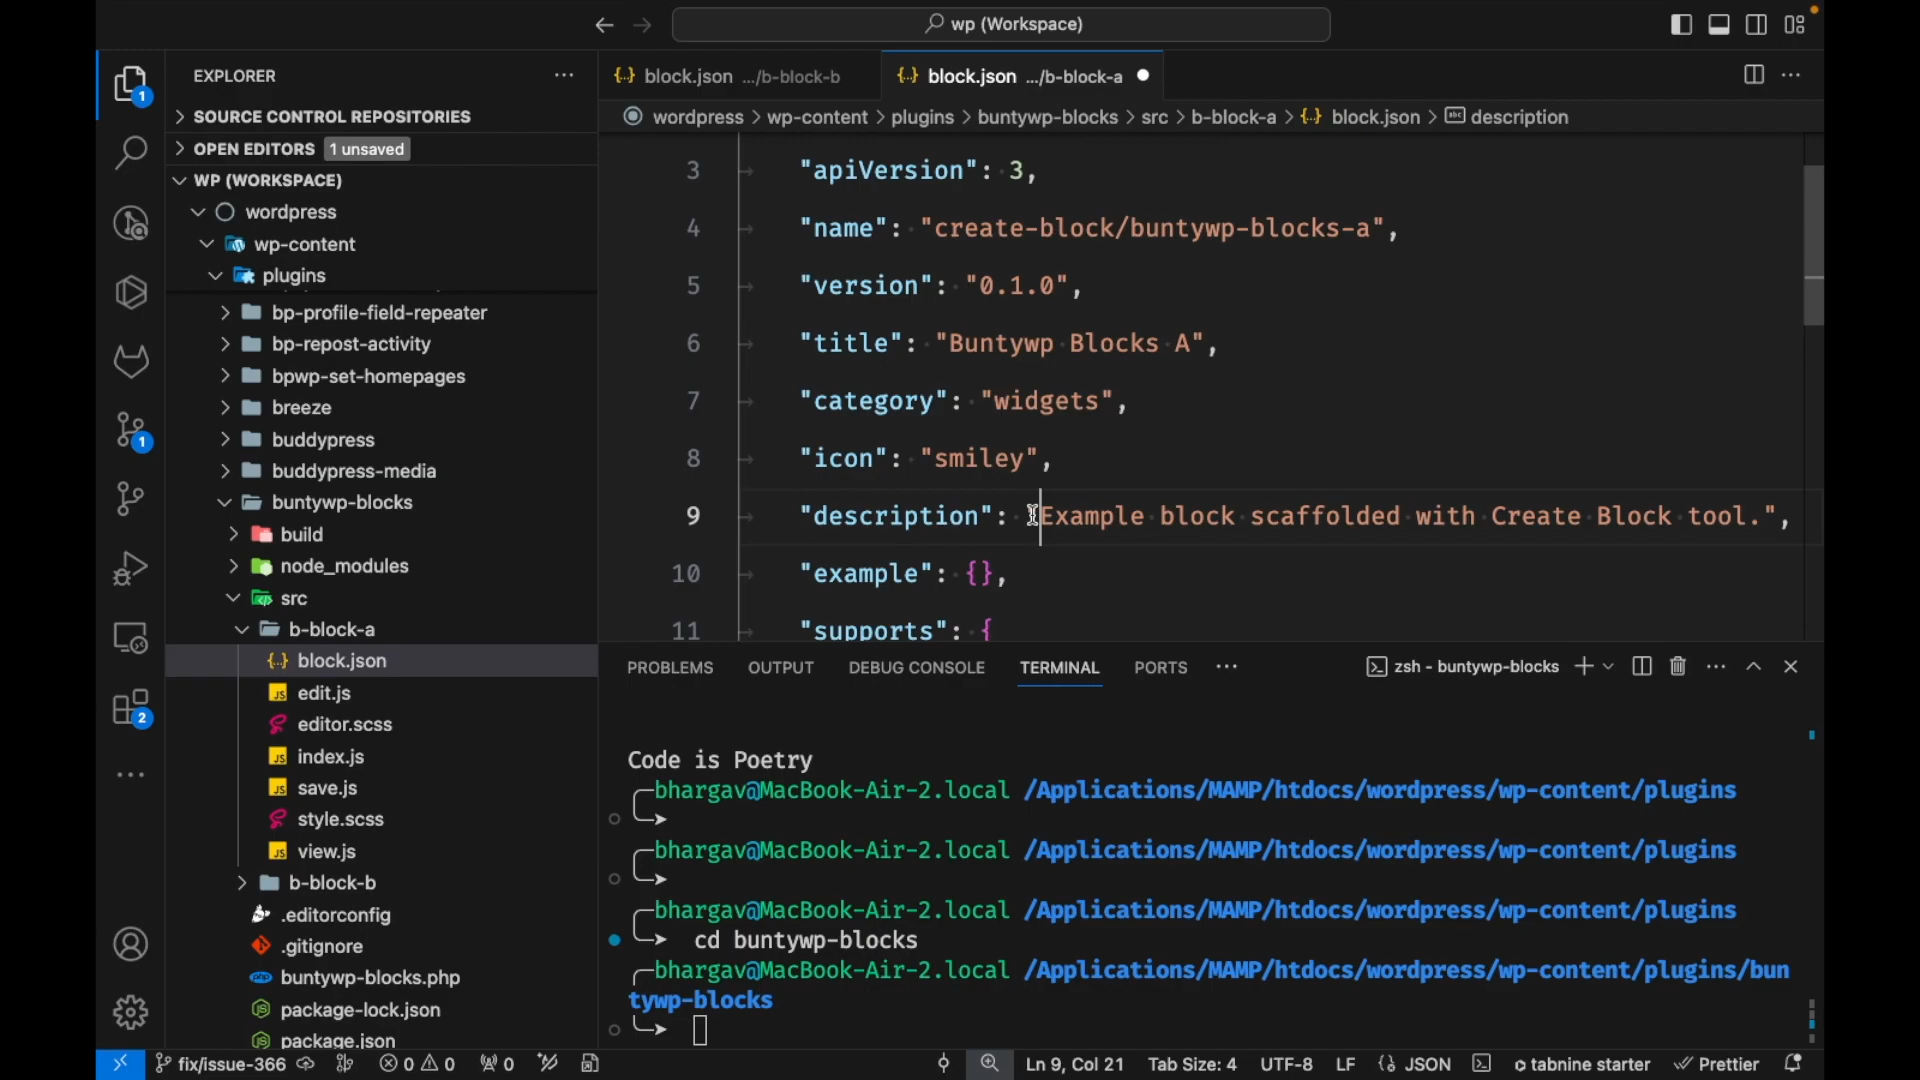 wp (Workspace)
EXPLORER
SOURCE CONTROL REPOSITORIES
OPEN EDITORS 1 unsaved
WP (WORKSPACE)
wordpress
wp-content
plugins
bp-profile-field-repeater
bp-repost-activity
bpwp-set-homepages
breeze
buddypress
buddypress-media
buntywp-blocks
build
node_modules
src
b-block-a
block.json
edit.js
editor.scss
index.js
save.js
style.scss
view.js
b-block-b
.editorconfig
.gitignore
buntywp-blocks.php
package-lock.json
package.json
1
1
2
block.json .../b-block-b
block.json .../b-block-a
wordpress > wp-content > plugins > buntywp-blocks > src > b-block-a > {..} block.json > abc description
3 "apiVersion": 3,
4 "name": "create-block/buntywp-blocks-a",
5 "version": "0.1.0",
6 "title": "Buntywp Blocks A",
7 "category": "widgets",
8 "icon": "smiley",
9 "description": "Example block scaffolded with Create Block tool.",
10 "example": {},
11 "supports": {
PROBLEMS OUTPUT DEBUG CONSOLE TERMINAL PORTS ... zsh - buntywp-blocks
Code is Poetry
bhargav@MacBook-Air-2.local /Applications/MAMP/htdocs/wordpress/wp-content/plugins
bhargav@MacBook-Air-2.local /Applications/MAMP/htdocs/wordpress/wp-content/plugins
bhargav@MacBook-Air-2.local /Applications/MAMP/htdocs/wordpress/wp-content/plugins
cd buntywp-blocks
bhargav@MacBook-Air-2.local /Applications/MAMP/htdocs/wordpress/wp-content/plugins/bun
tywp-blocks
fix/issue-366 0 0 0 Ln 9, Col 21 Tab Size: 4 UTF-8 LF JSON tabnine starter Prettier